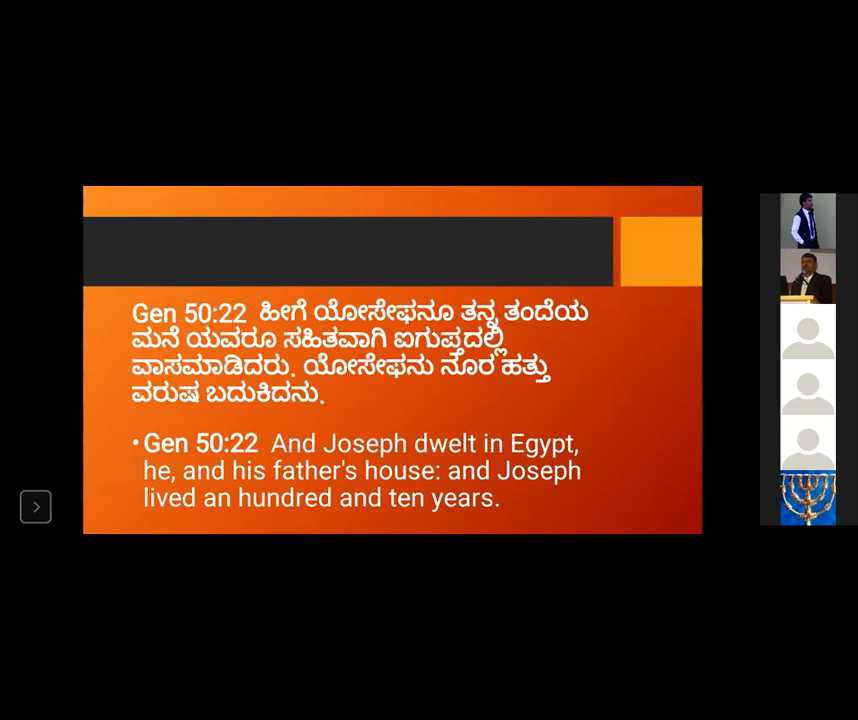 Gen 50:22 ಹೀಗೆ ಯೋಸೇಫನೂ ತನ್ನ ತಂದೆಯ
ಮನೆ ಯವರೂ ಸಹಿತವಾಗಿ ಐಗುಪ್ತದಲ್ಲಿ
ವಾಸಮಾಡಿದರು. ಯೋಸೇಫನು ನೂರ ಹತ್ತು
ವರುಷ ಬದುಕಿದನು.
• Gen 50:22 And Joseph dwelt in Egypt,
he, and his father's house: and Joseph
lived an hundred and ten years.